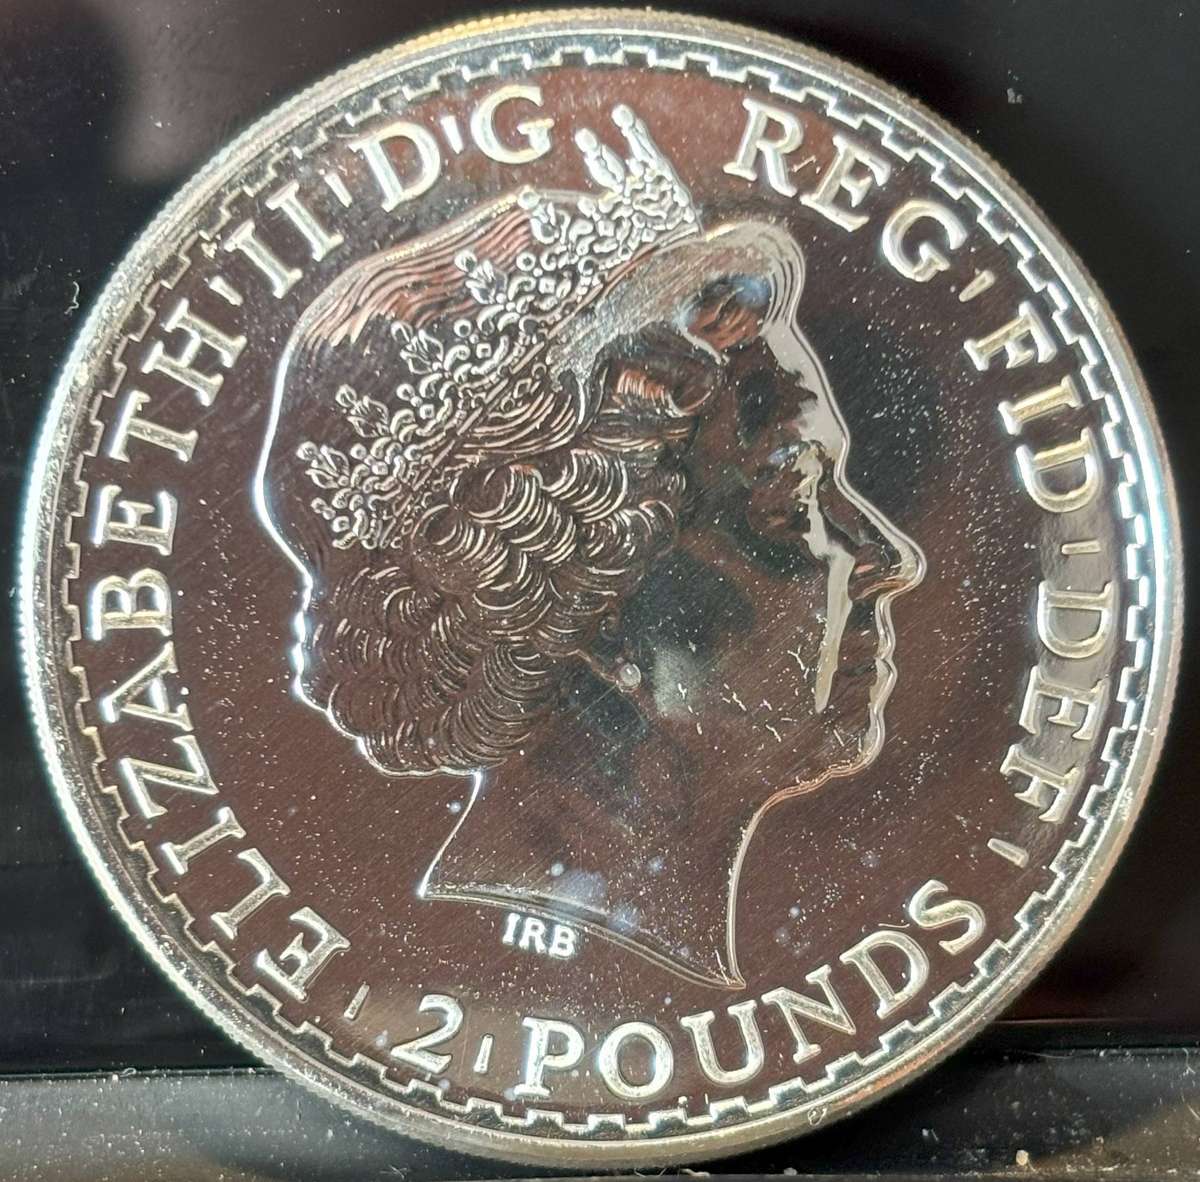 ELIZABETH · II · D · G REG · FID · DEF · 2 · POUNDS ·
IRB